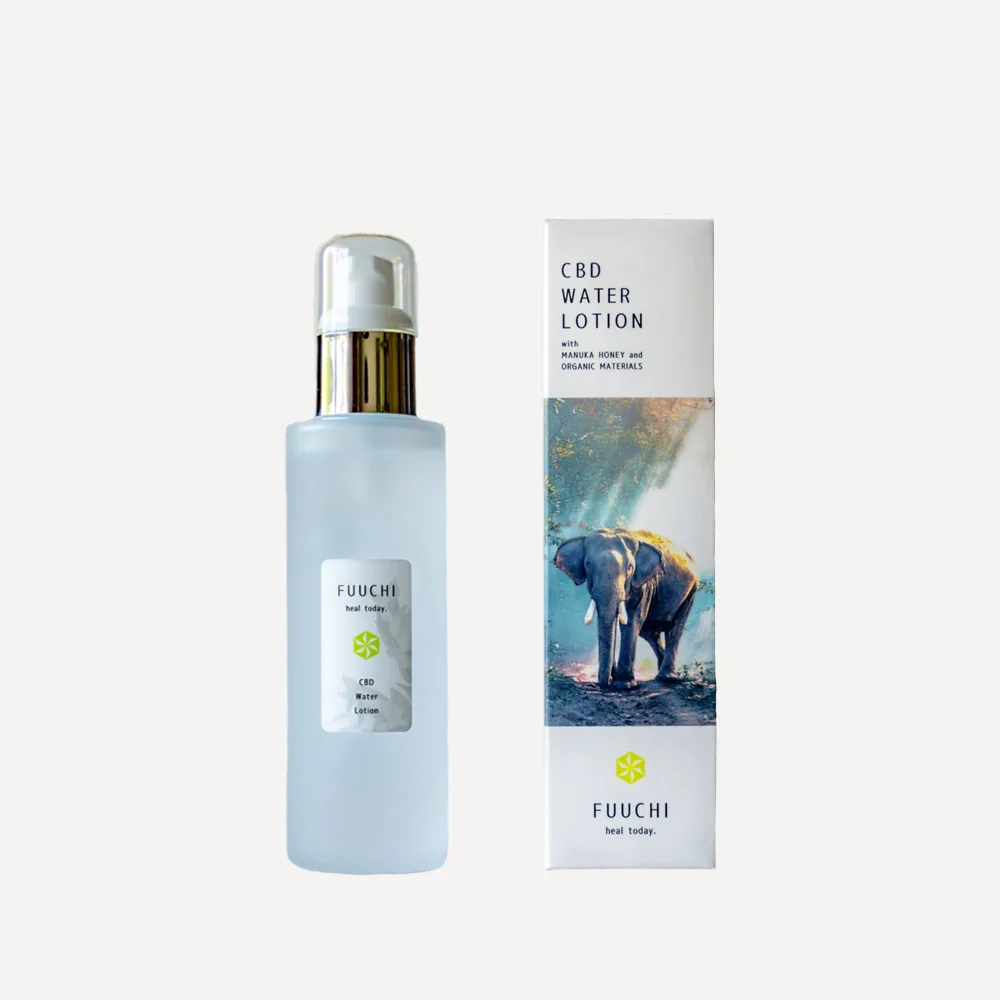 FUUCHI
heal today.
CBD
Water
Lotion
CBD
WATER
LOTION
with
MANUKA HONEY and
ORGANIC MATERIALS
FUUCHI
heal today.